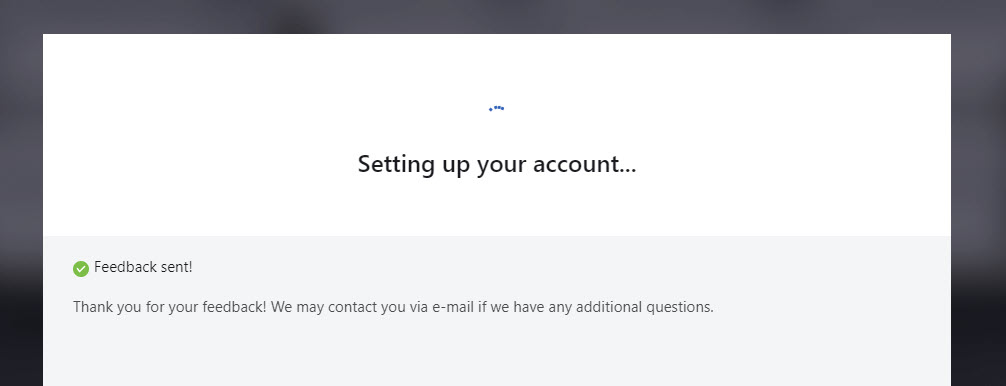 Setting up your account...
Feedback sent!
Thank you for your feedback! We may contact you via e-mail if we have any additional questions.